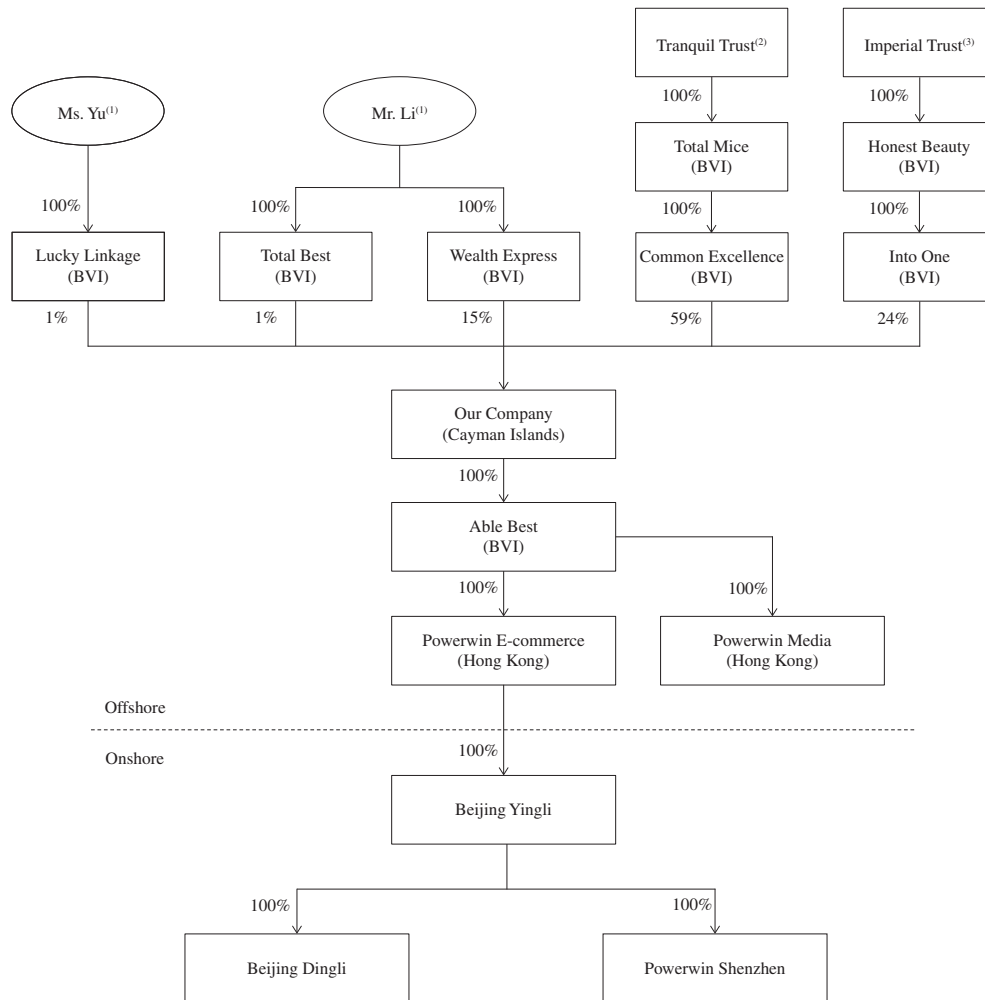 Tranquil Trust(2)
Imperial Trust(3)
Ms. Yu(1)
Mr. Li(1)
100%
100%
Total Mice
(BVI)
Honest Beauty
(BVI)
100%
100%
100%
100%
100%
Lucky Linkage
(BVI)
Total Best
(BVI)
Wealth Express
(BVI)
Common Excellence
(BVI)
Into One
(BVI)
1%
1%
15%
59%
24%
Our Company
(Cayman Islands)
100%
Able Best
(BVI)
100%
100%
Powerwin E-commerce
(Hong Kong)
Powerwin Media
(Hong Kong)
Offshore
Onshore
100%
Beijing Yingli
100%
100%
Beijing Dingli
Powerwin Shenzhen